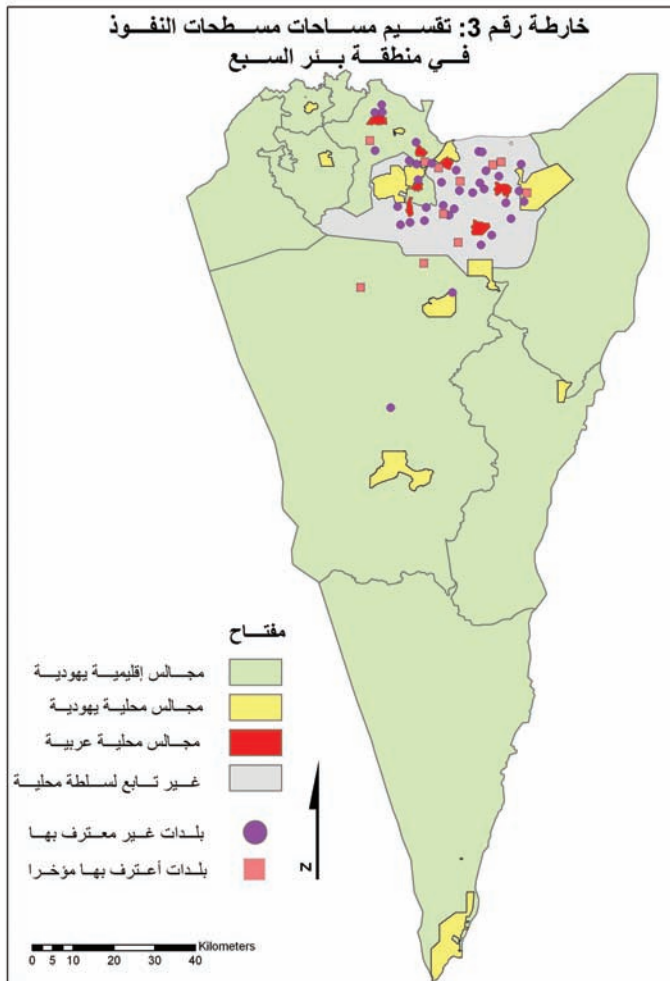 خارطة رقم 3: تقسيم مساحات مسطحات النفوذ
في منطقة بئر السبع
مفتاح
مجالس إقليمية يهودية
مجالس محلية يهودية
مجالس محلية عربية
غير تابع لسلطة محلية
بلدات غير معترف بها
بلدات أعترف بها مؤخرا
N
Kilometers
0 5 10 20 30 40